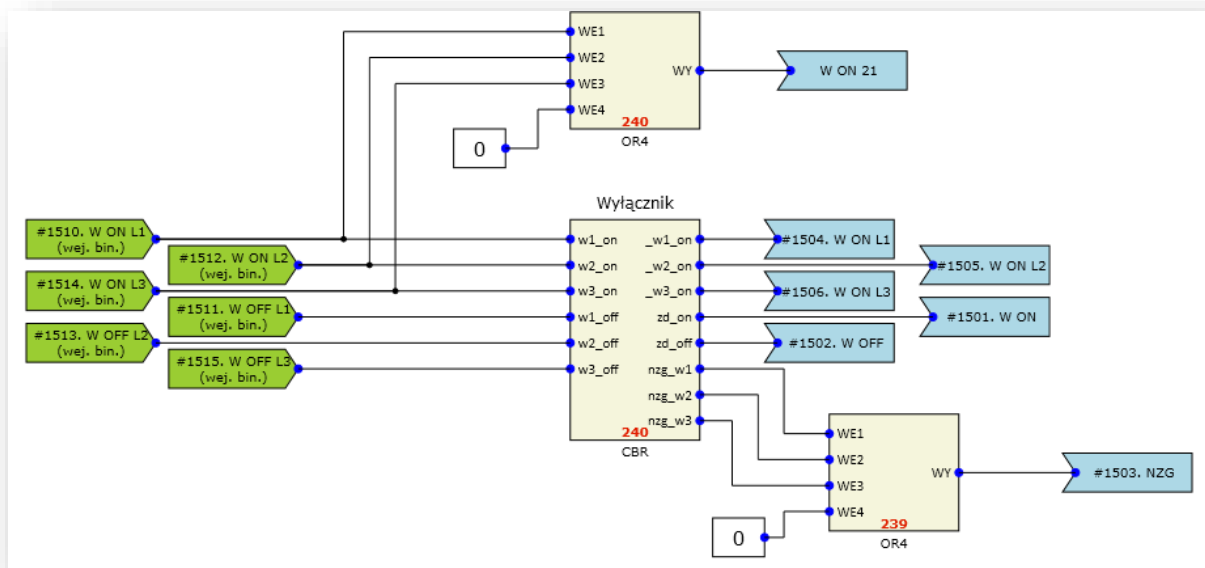 WE1
WE2
WE3
WE4
WY
240
OR4
W ON 21
0
Wyłącznik
#1510. W ON L1
(wej. bin.)
#1512. W ON L2
(wej. bin.)
#1514. W ON L3
(wej. bin.)
#1511. W OFF L1
(wej. bin.)
#1513. W OFF L2
(wej. bin.)
#1515. W OFF L3
(wej. bin.)
w1_on
w2_on
w3_on
w1_off
w2_off
w3_off
_w1_on
_w2_on
_w3_on
zd_on
zd_off
nzg_w1
nzg_w2
nzg_w3
240
CBR
#1504. W ON L1
#1505. W ON L2
#1506. W ON L3
#1501. W ON
#1502. W OFF
WE1
WE2
WE3
WE4
WY
239
OR4
0
#1503. NZG